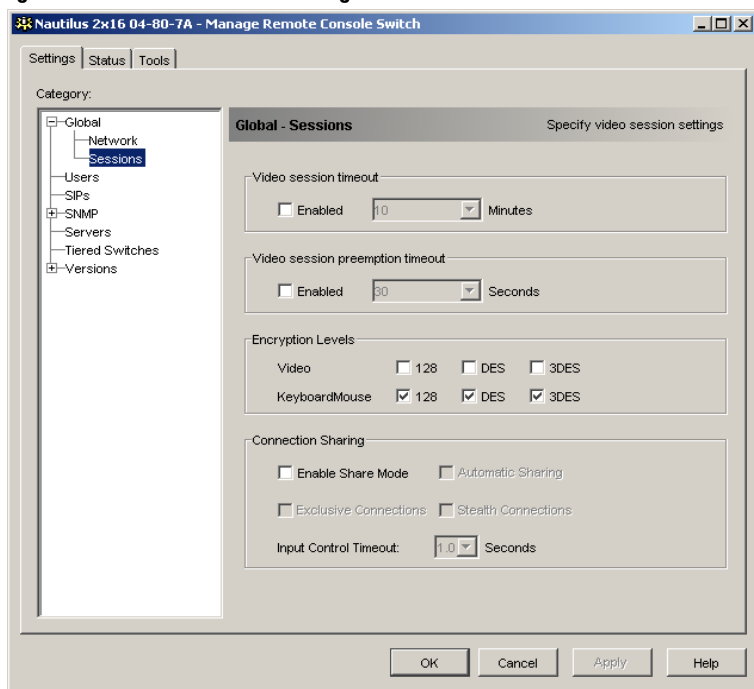 Nautilus 2x16 04-80-7A - Manage Remote Console Switch
Settings Status Tools
Category:
Global
Network
Sessions
Users
SIPs
SNMP
Servers
Tiered Switches
Versions
Global - Sessions Specify video session settings
Video session timeout
Enabled 10 Minutes
Video session preemption timeout
Enabled 30 Seconds
Encryption Levels
Video 128 DES 3DES
KeyboardMouse 128 DES 3DES
Connection Sharing
Enable Share Mode Automatic Sharing
Exclusive Connections Stealth Connections
Input Control Timeout: 1.0 Seconds
OK Cancel Apply Help